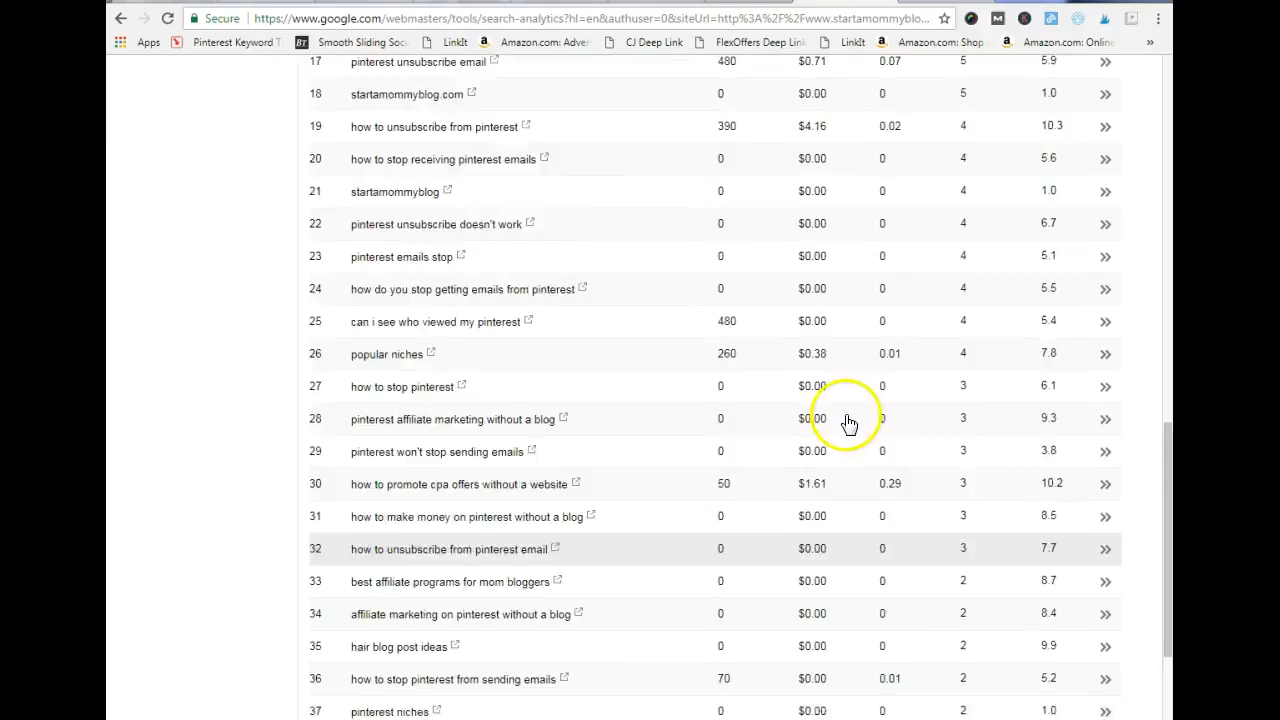 Secure https://www.google.com/webmasters/tools/search-analytics?hl=en&authuser=0&siteUrl=http%3A%2F%2Fwww.startamommyblo...
Apps Pinterest Keyword T Smooth Sliding Soc LinkIt Amazon.com: Adver CJ Deep Link FlexOffers Deep Link LinkIt Amazon.com: Shop Amazon.com: Online »
17 pinterest unsubscribe email 480 $0.71 0.07 5 5.9 »
18 startamommyblog.com 0 $0.00 0 5 1.0 »
19 how to unsubscribe from pinterest 390 $4.16 0.02 4 10.3 »
20 how to stop receiving pinterest emails 0 $0.00 0 4 5.6 »
21 startamommyblog 0 $0.00 0 4 1.0 »
22 pinterest unsubscribe doesn't work 0 $0.00 0 4 6.7 »
23 pinterest emails stop 0 $0.00 0 4 5.1 »
24 how do you stop getting emails from pinterest 0 $0.00 0 4 5.5 »
25 can i see who viewed my pinterest 480 $0.00 0 4 5.4 »
26 popular niches 260 $0.38 0.01 4 7.8 »
27 how to stop pinterest 0 $0.00 0 3 6.1 »
28 pinterest affiliate marketing without a blog 0 $0.00 0 3 9.3 »
29 pinterest won't stop sending emails 0 $0.00 0 3 3.8 »
30 how to promote cpa offers without a website 50 $1.61 0.29 3 10.2 »
31 how to make money on pinterest without a blog 0 $0.00 0 3 8.5 »
32 how to unsubscribe from pinterest email 0 $0.00 0 3 7.7 »
33 best affiliate programs for mom bloggers 0 $0.00 0 2 8.7 »
34 affiliate marketing on pinterest without a blog 0 $0.00 0 2 8.4 »
35 hair blog post ideas 0 $0.00 0 2 9.9 »
36 how to stop pinterest from sending emails 70 $0.00 0.01 2 5.2 »
37 pinterest niches 0 $0.00 0 2 1.0 »